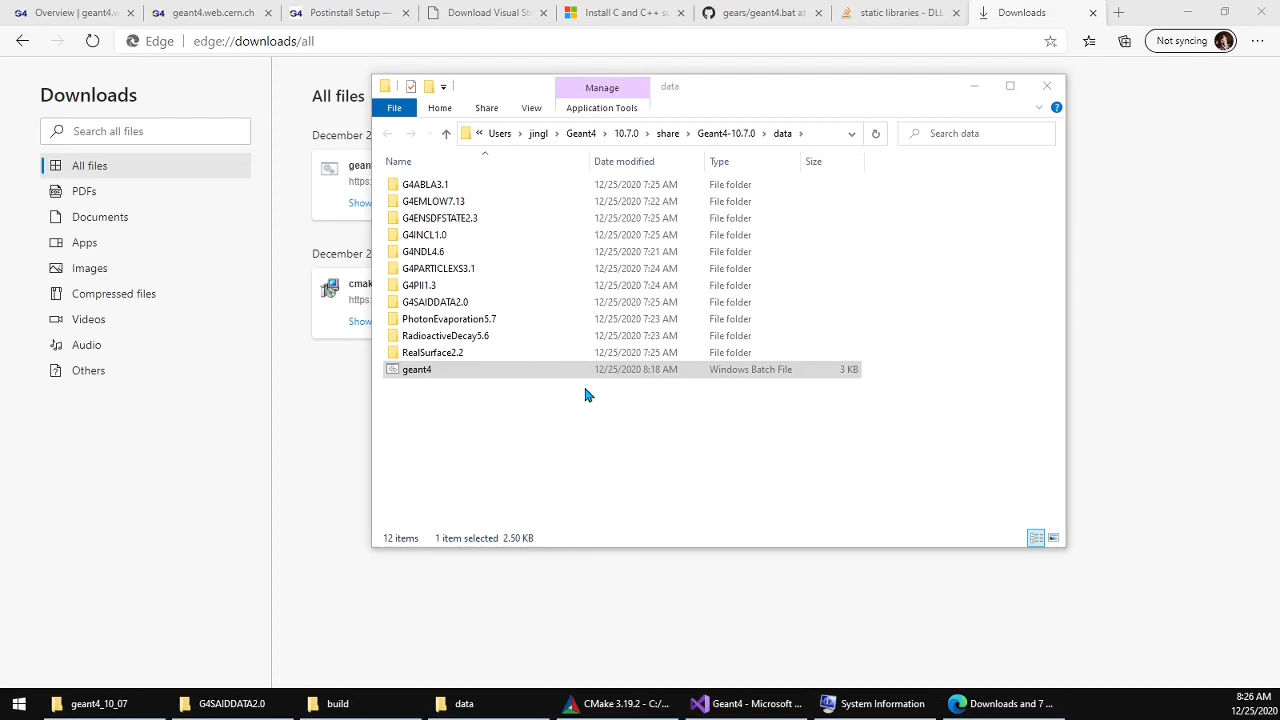 Overview | geant4.w
geant4.web.cern.ch
Postinstall Setup —
Download Visual Stu
Install C and C++ su
gears/geant4.bat at
static libraries - DLL
Downloads
Edge
edge://downloads/all
Not syncing
Downloads
Search all files
All files
PDFs
Documents
Apps
Images
Compressed files
Videos
Audio
Others
All files
December
geant
https:
Show
December 2
cmak
https:
Show
Manage
data
File
Home
Share
View
Application Tools
« Users › jingl › Geant4 › 10.7.0 › share › Geant4-10.7.0 › data ›
Search data
Name Date modified Type Size
G4ABLA3.1 12/25/2020 7:25 AM File folder
G4EMLOW7.13 12/25/2020 7:22 AM File folder
G4ENSDFSTATE2.3 12/25/2020 7:25 AM File folder
G4INCL1.0 12/25/2020 7:25 AM File folder
G4NDL4.6 12/25/2020 7:21 AM File folder
G4PARTICLEXS3.1 12/25/2020 7:24 AM File folder
G4PII1.3 12/25/2020 7:24 AM File folder
G4SAIDDATA2.0 12/25/2020 7:25 AM File folder
PhotonEvaporation5.7 12/25/2020 7:23 AM File folder
RadioactiveDecay5.6 12/25/2020 7:23 AM File folder
RealSurface2.2 12/25/2020 7:25 AM File folder
geant4 12/25/2020 8:18 AM Windows Batch File 3 KB
12 items 1 item selected 2.50 KB
geant4_10_07
G4SAIDDATA2.0
build
data
CMake 3.19.2 - C:/...
Geant4 - Microsoft ...
System Information
Downloads and 7 ...
8:26 AM
12/25/2020